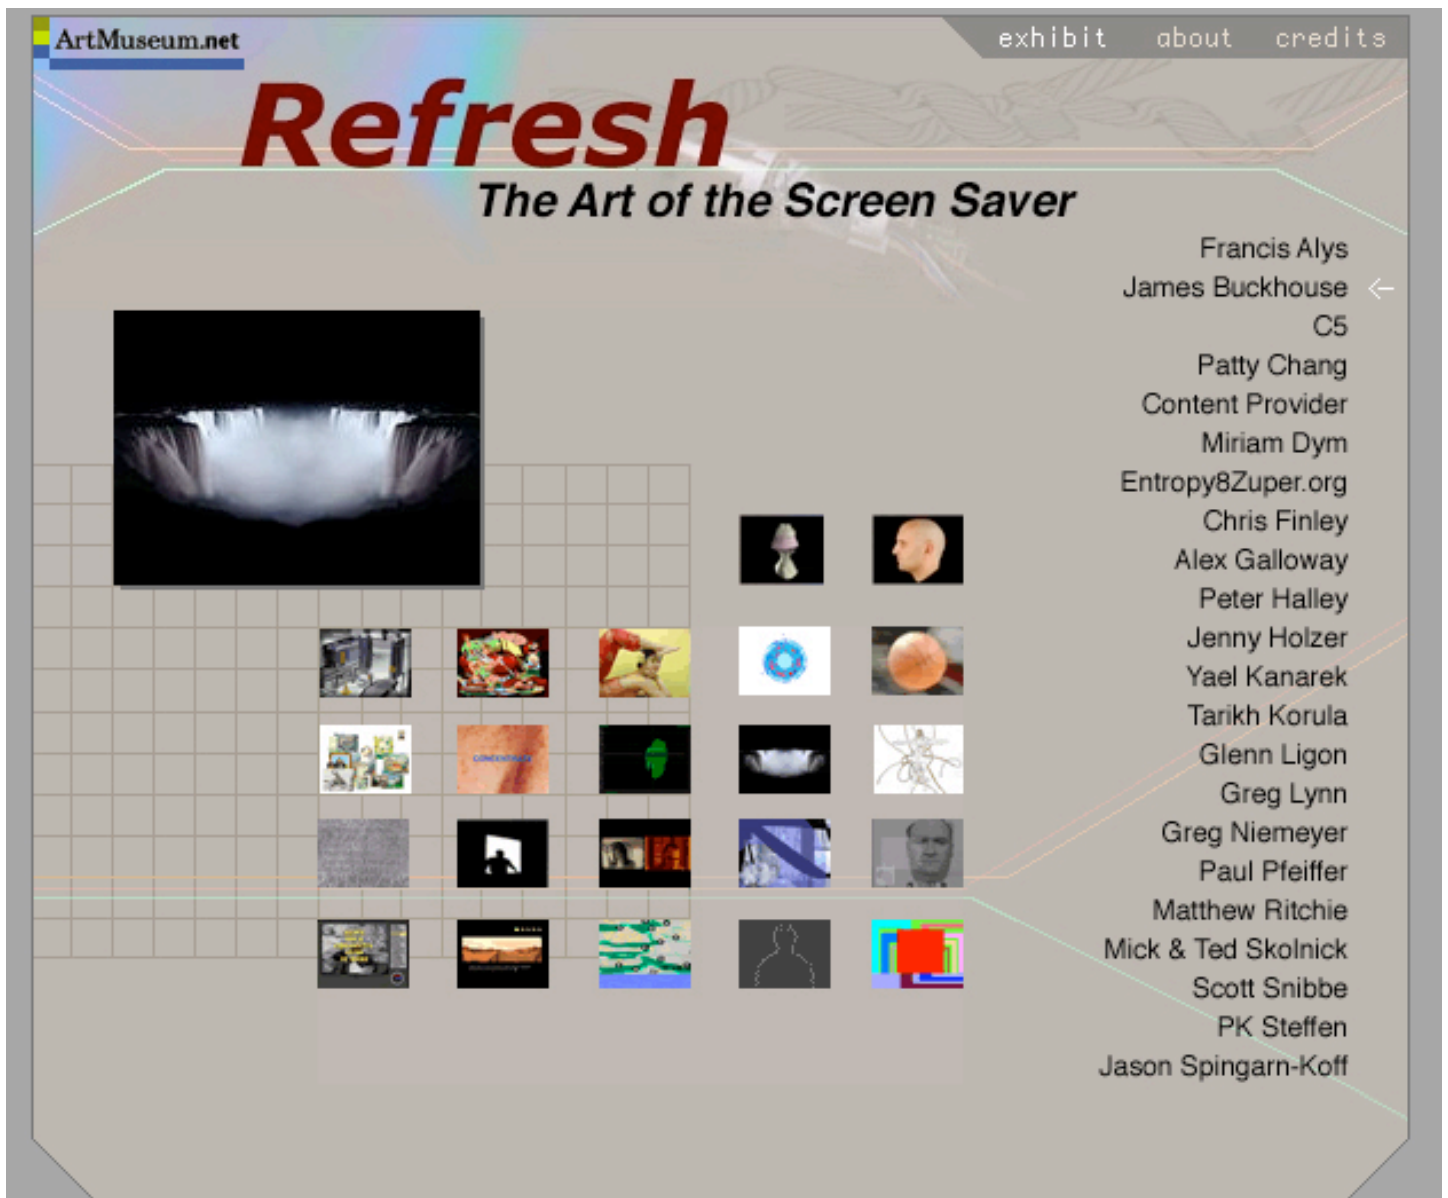 ArtMuseum.net
exhibit about credits
Refresh
The Art of the Screen Saver
Francis Alys
James Buckhouse
C5
Patty Chang
Content Provider
Miriam Dym
Entropy8Zuper.org
Chris Finley
Alex Galloway
Peter Halley
Jenny Holzer
Yael Kanarek
Tarikh Korula
Glenn Ligon
Greg Lynn
Greg Niemeyer
Paul Pfeiffer
Matthew Ritchie
Mick & Ted Skolnick
Scott Snibbe
PK Steffen
Jason Spingarn-Koff